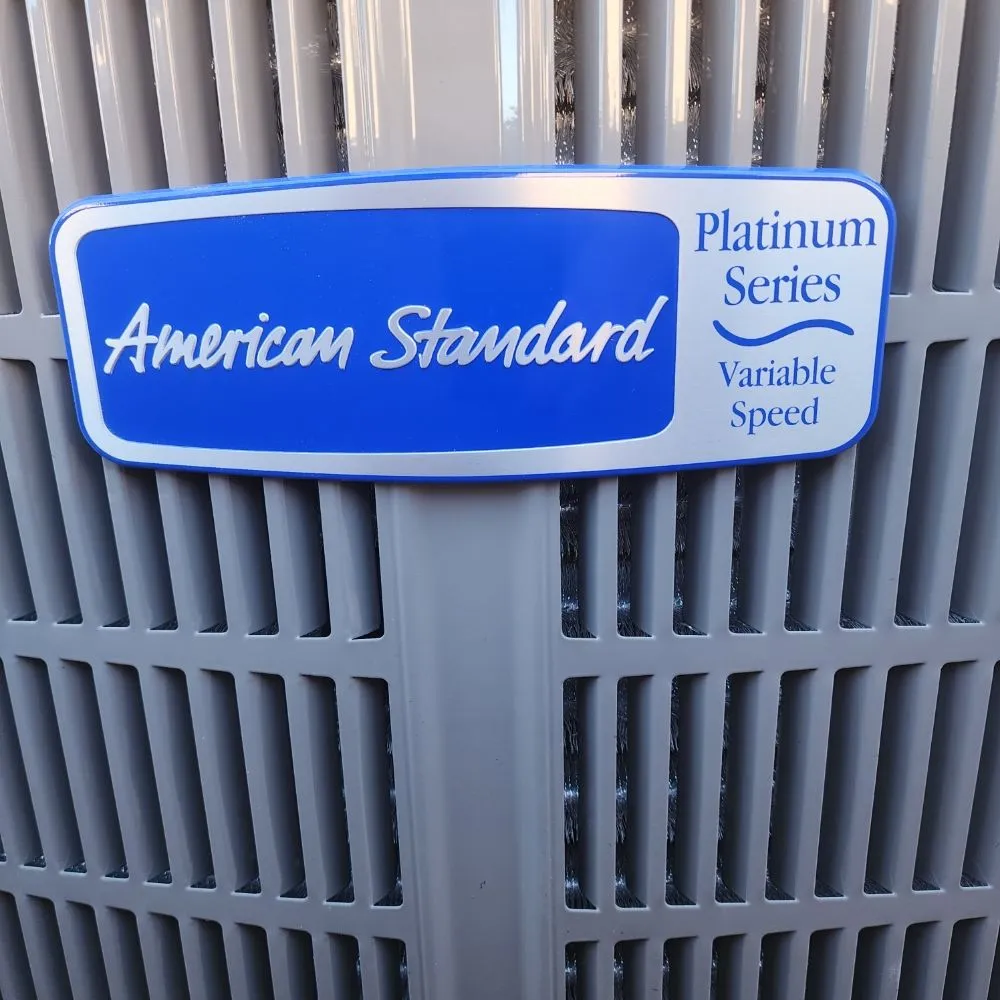 American Standard
Platinum
Series
Variable
Speed